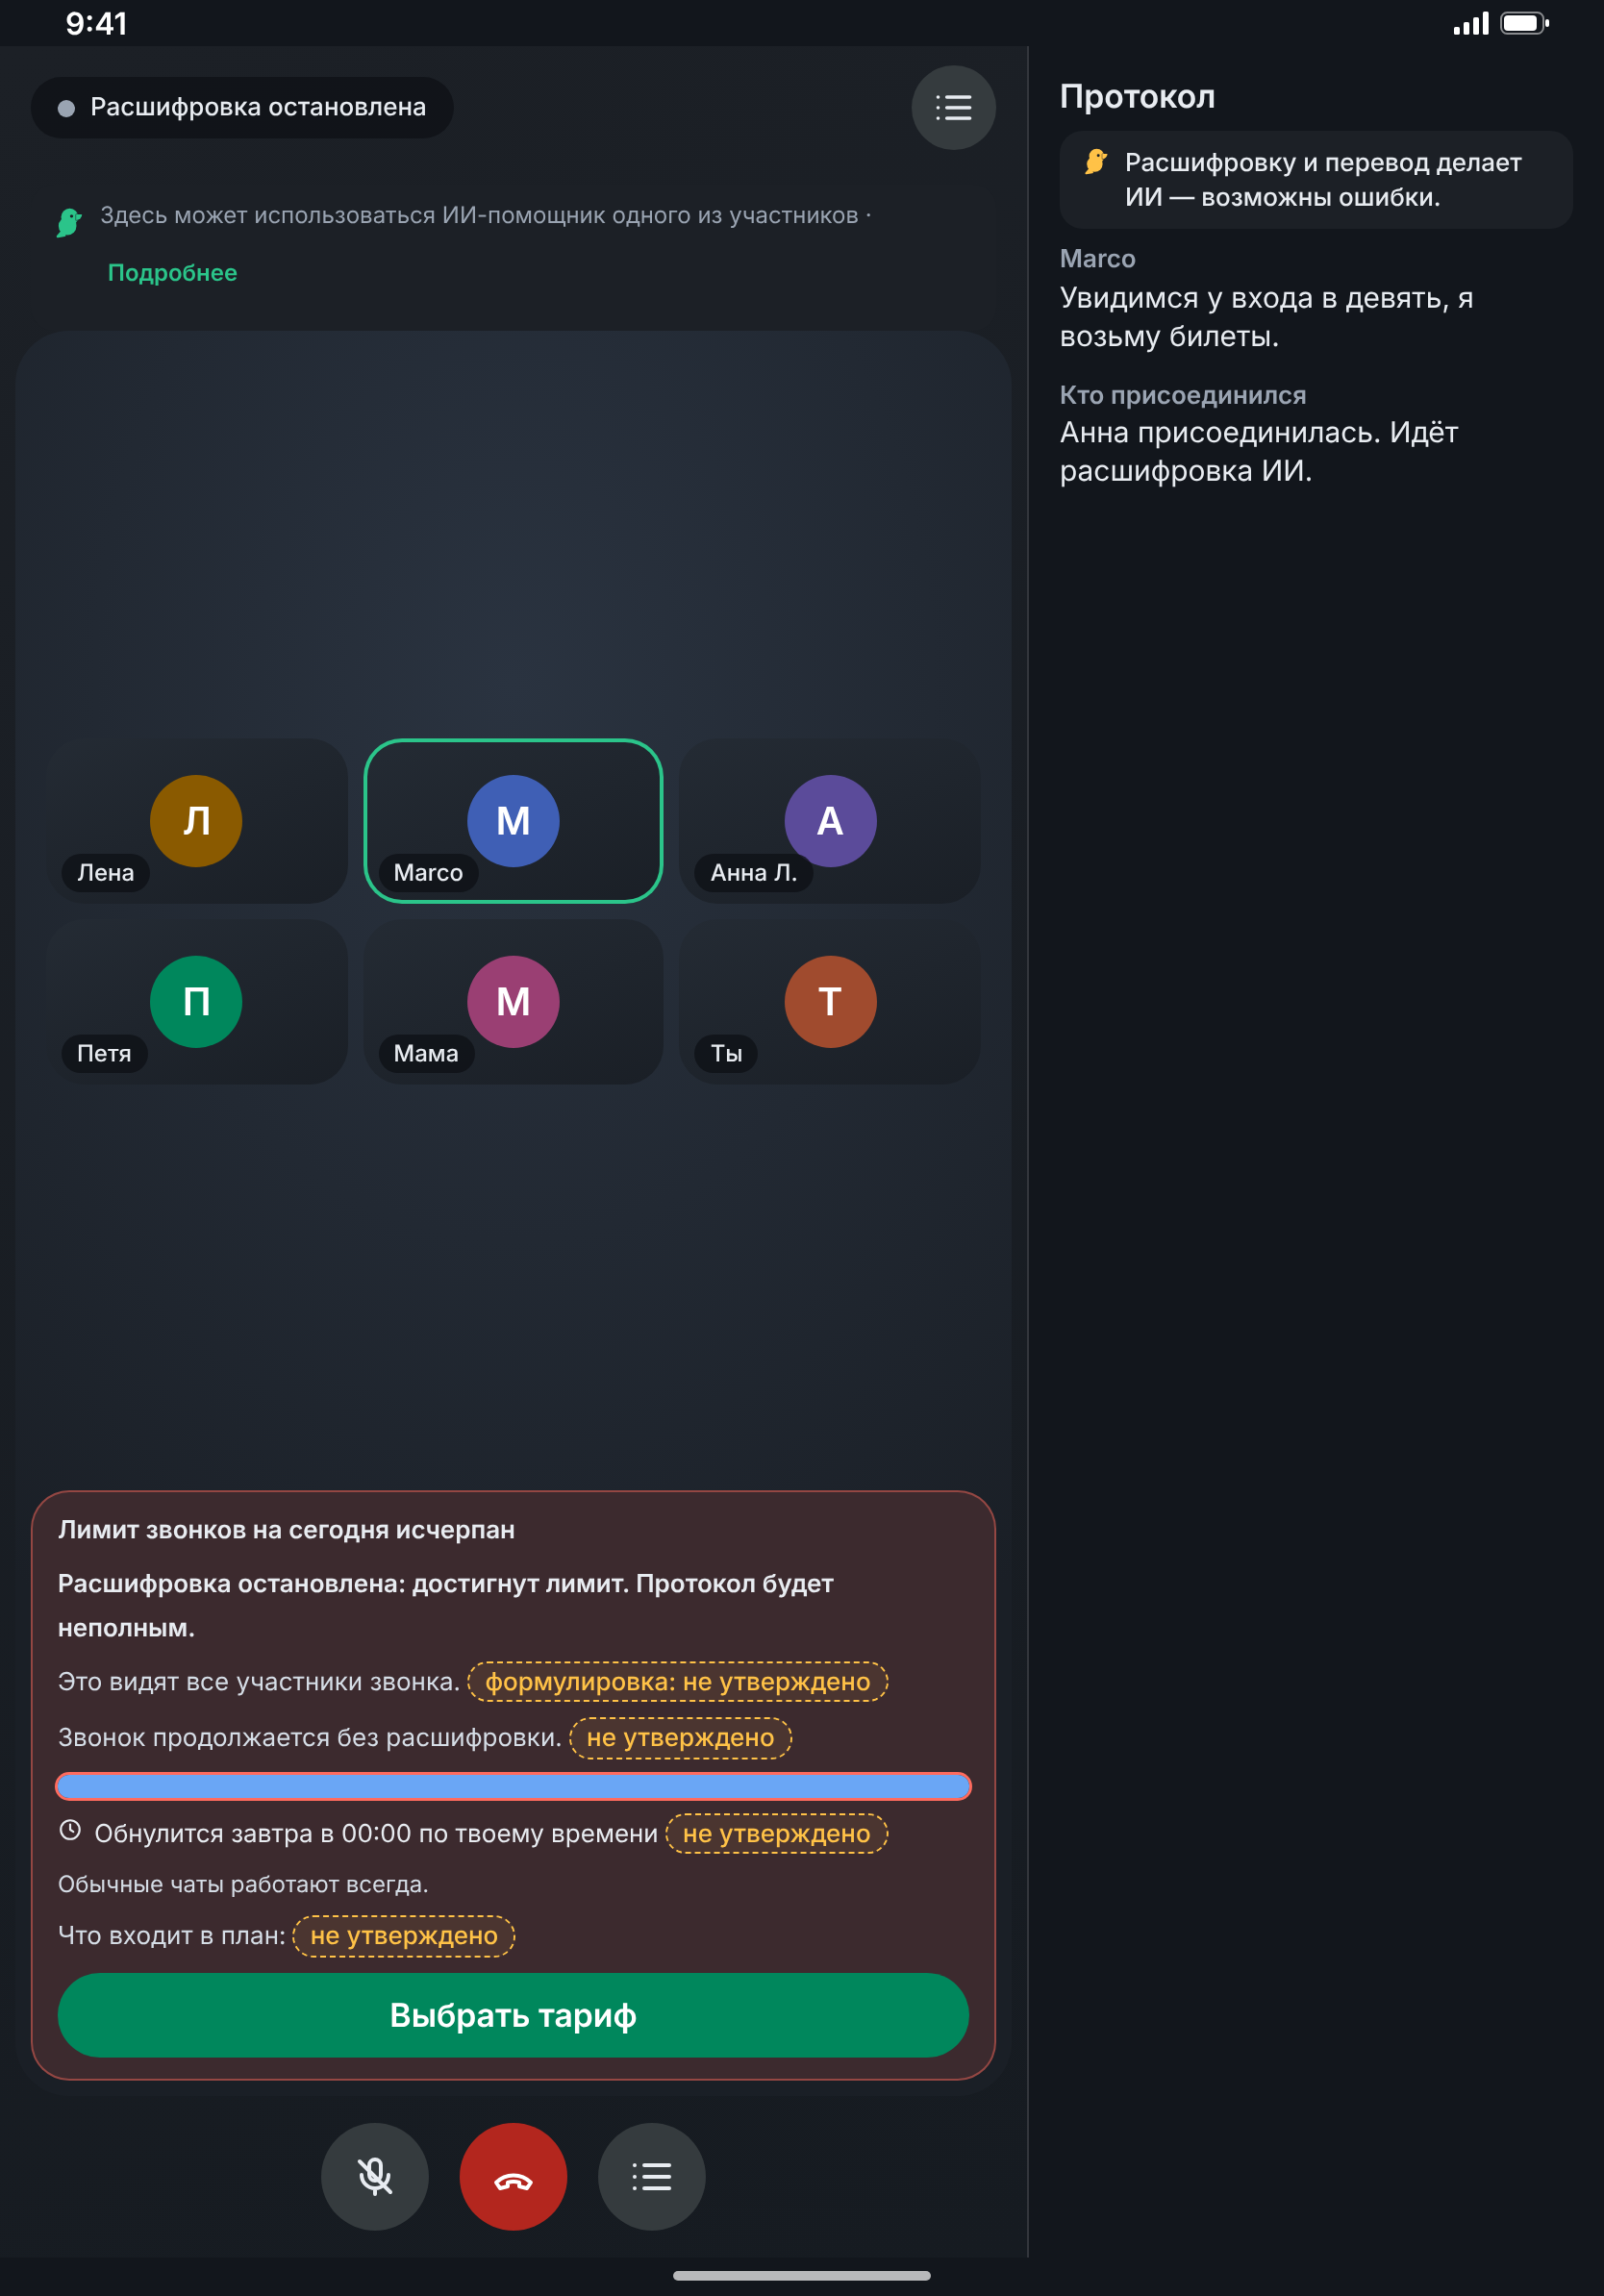 9:41
Расшифровка остановлена
Здесь может использоваться ИИ-помощник одного из участников ·
Подробнее
Л
Лена
М
Marco
А
Анна Л.
П
Петя
М
Мама
Т
Ты
Лимит звонков на сегодня исчерпан
Расшифровка остановлена: достигнут лимит. Протокол будет
неполным.
Это видят все участники звонка. формулировка: не утверждено
Звонок продолжается без расшифровки. не утверждено
Обнулится завтра в 00:00 по твоему времени не утверждено
Обычные чаты работают всегда.
Что входит в план: не утверждено
Выбрать тариф
Протокол
Расшифровку и перевод делает
ИИ — возможны ошибки.
Marco
Увидимся у входа в девять, я
возьму билеты.
Кто присоединился
Анна присоединилась. Идёт
расшифровка ИИ.